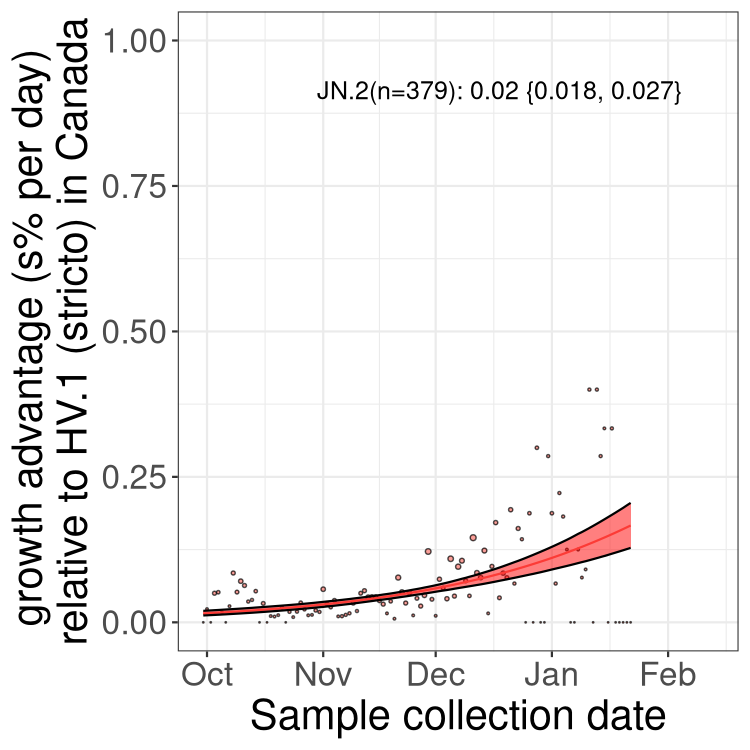 growth advantage (s% per day)
relative to HV.1 (stricto) in Canada
1.00
0.75
0.50
0.25
0.00
JN.2(n=379): 0.02 {0.018, 0.027}
Oct Nov Dec Jan Feb
Sample collection date